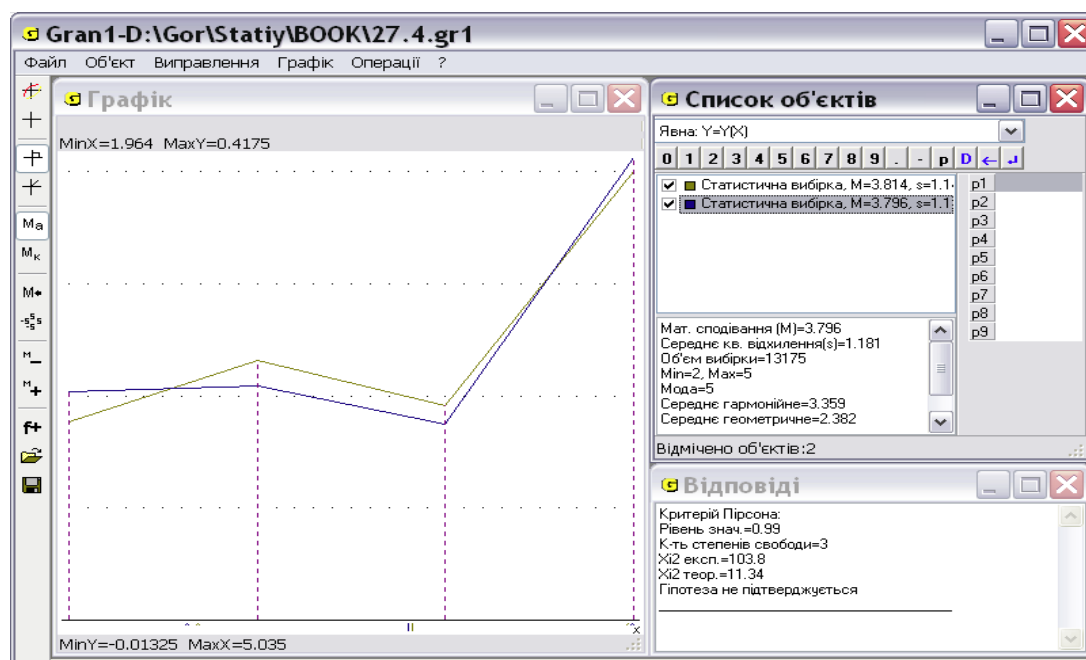 Gran1-D:\Gor\Statiy\BOOK\27.4.gr1
Файл Об'єкт Виправлення Графік Операції ?
Графік
MinX=1.964 MaxY=0.4175
x
MinY=-0.01325 MaxX=5.035
Ma
Mк
M
-5 5 5 5
M
M
f+
Список об'єктів
Явна: Y=Y(X)
0 1 2 3 4 5 6 7 8 9 . - p D ← ↲
Статистична вибірка, M=3.814, s=1.1
Статистична вибірка, M=3.796, s=1.1
p1
p2
p3
p4
p5
p6
p7
p8
p9
Мат. сподівання (M)=3.796
Середнє кв. відхилення(s)=1.181
Об'єм вибірки=13175
Min=2, Max=5
Мода=5
Середнє гармонійне=3.359
Середнє геометричне=2.382
Відмічено об'єктів:2
Відповіді
Критерій Пірсона:
Рівень знач.=0.99
К-ть степенів свободи=3
Xi2 експ.=103.8
Xi2 теор.=11.34
Гіпотеза не підтверджується